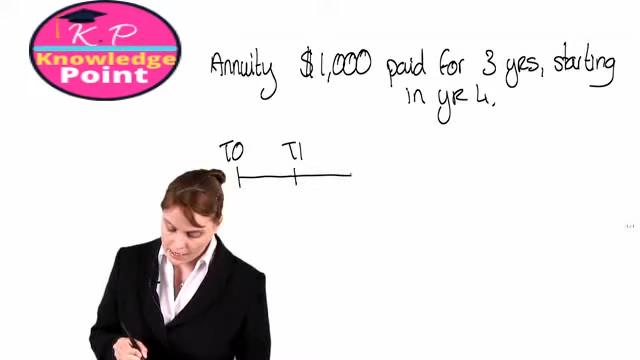 K.P
Knowledge
Point
Annuity $1,000 paid for 3 yrs, starting
in yr 4.
T0 T1